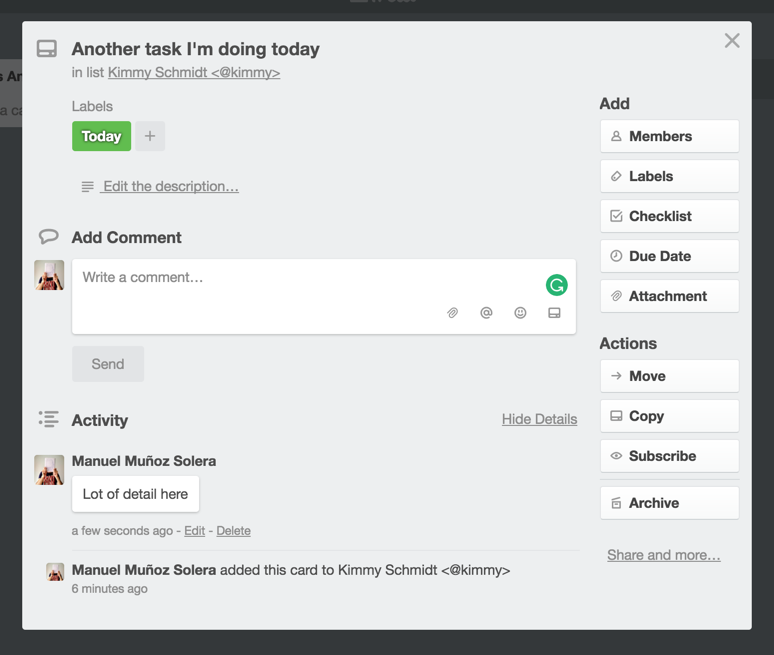 Another task I'm doing today
in list Kimmy Schmidt <@kimmy>
Labels
Today
Edit the description…
Add Comment
Write a comment…
Send
Activity
Hide Details
Manuel Muñoz Solera
Lot of detail here
a few seconds ago - Edit - Delete
Manuel Muñoz Solera added this card to Kimmy Schmidt <@kimmy>
6 minutes ago
Add
Members
Labels
Checklist
Due Date
Attachment
Actions
Move
Copy
Subscribe
Archive
Share and more…